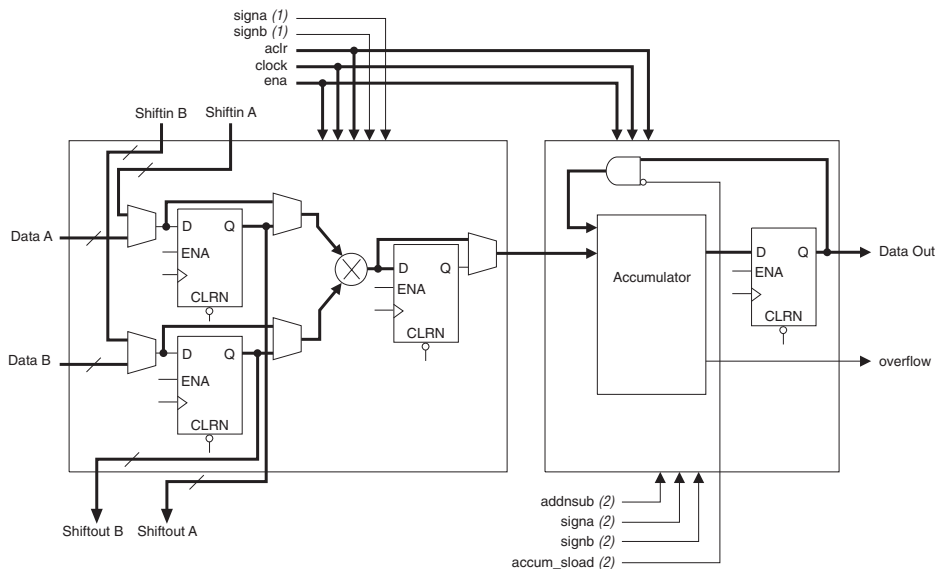 signa (1)
signb (1)
aclr
clock
ena
Shiftin B
Shiftin A
Data A
D Q
ENA
CLRN
Data B
D Q
ENA
CLRN
D Q
ENA
CLRN
Accumulator
D Q
ENA
CLRN
Data Out
overflow
Shiftout B
Shiftout A
addnsub (2)
signa (2)
signb (2)
accum_sload (2)